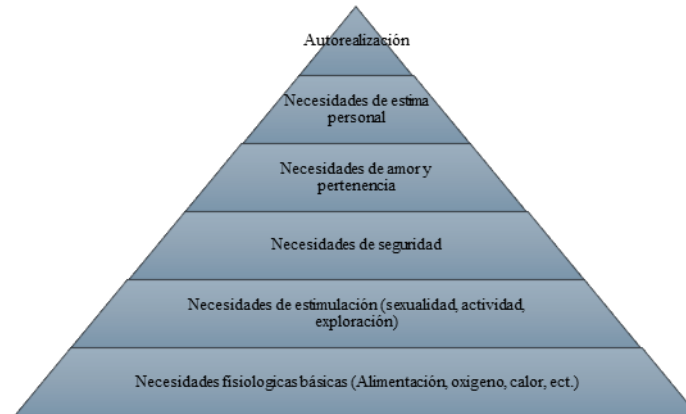 Autorealización
Necesidades de estima
personal
Necesidades de amor y
pertenencia
Necesidades de seguridad
Necesidades de estimulación (sexualidad, actividad,
exploración)
Necesidades fisiologicas básicas (Alimentación, oxigeno, calor, ect.)